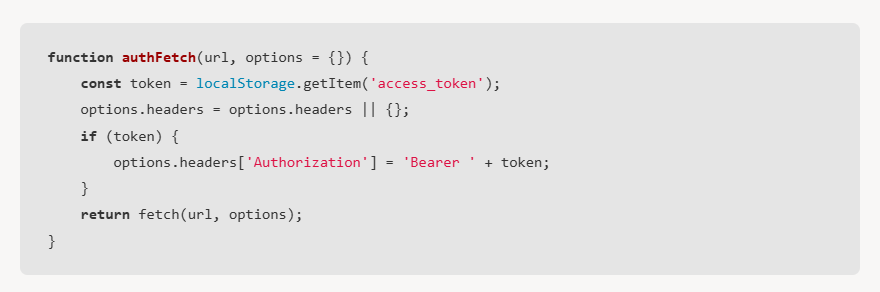 function authFetch(url, options = {}) {
    const token = localStorage.getItem('access_token');
    options.headers = options.headers || {};
    if (token) {
        options.headers['Authorization'] = 'Bearer ' + token;
    }
    return fetch(url, options);
}